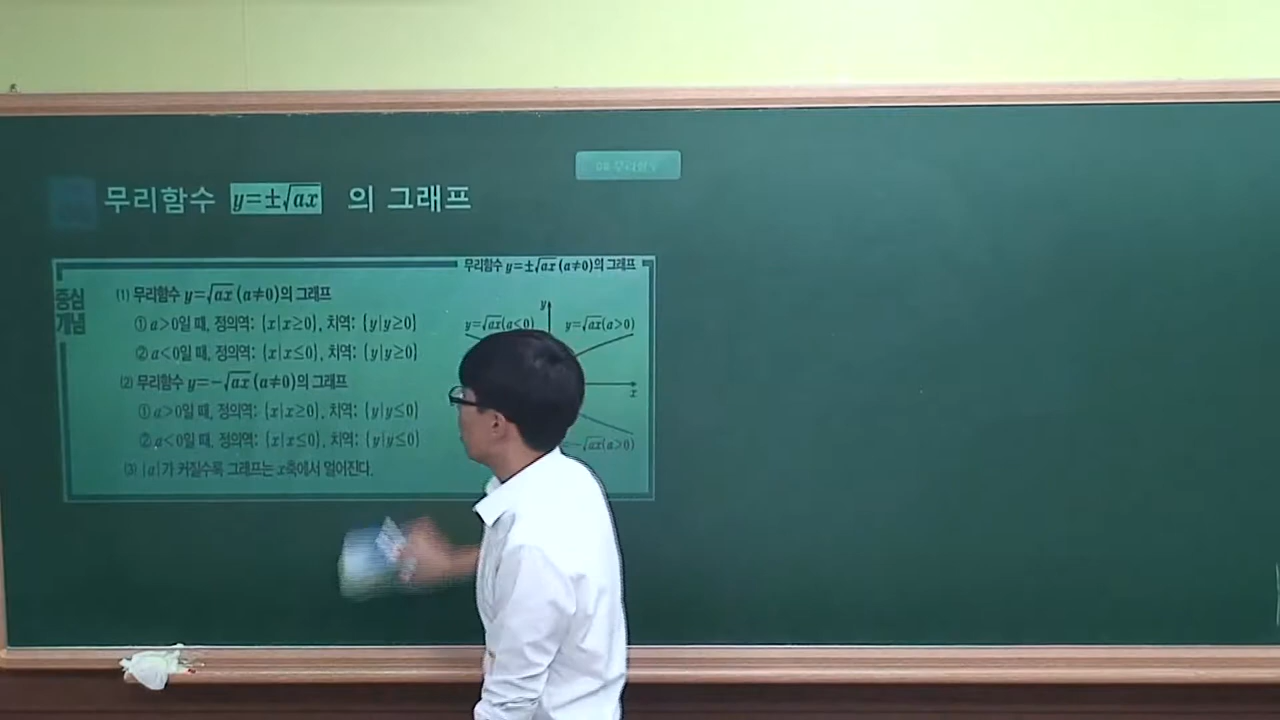 08 무리함수
무리함수 y=±√ax 의 그래프
중심
개념
무리함수 y=±√ax (a≠0)의 그래프
(1) 무리함수 y=√ax (a≠0)의 그래프
① a>0일 때, 정의역: {x|x≥0}, 치역: {y|y≥0}
② a<0일 때, 정의역: {x|x≤0}, 치역: {y|y≥0}
(2) 무리함수 y=-√ax (a≠0)의 그래프
① a>0일 때, 정의역: {x|x≥0}, 치역: {y|y≤0}
② a<0일 때, 정의역: {x|x≤0}, 치역: {y|y≤0}
(3) |a|가 커질수록 그래프는 x축에서 멀어진다.
y
y=√ax(a<0)
y=√ax(a>0)
x
=-√ax(a>0)